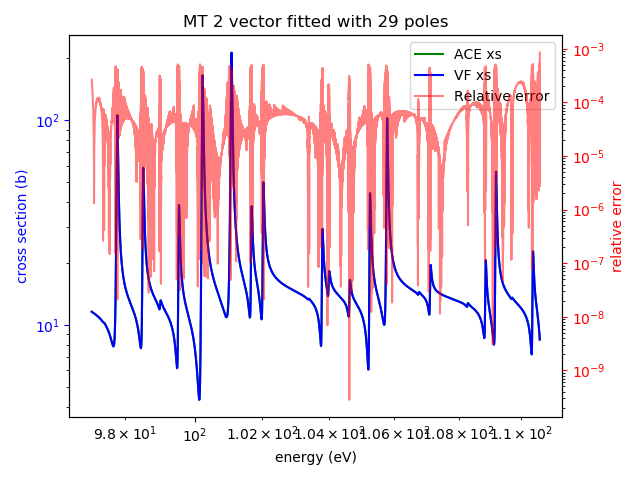 MT 2 vector fitted with 29 poles
ACE xs
VF xs
Relative error
cross section (b)
10²
10¹
relative error
10⁻³
10⁻⁴
10⁻⁵
10⁻⁶
10⁻⁷
10⁻⁸
10⁻⁹
9.8 × 10¹
10²
1.02 × 10²
1.04 × 10²
1.06 × 10²
1.08 × 10²
1.1 × 10²
energy (eV)